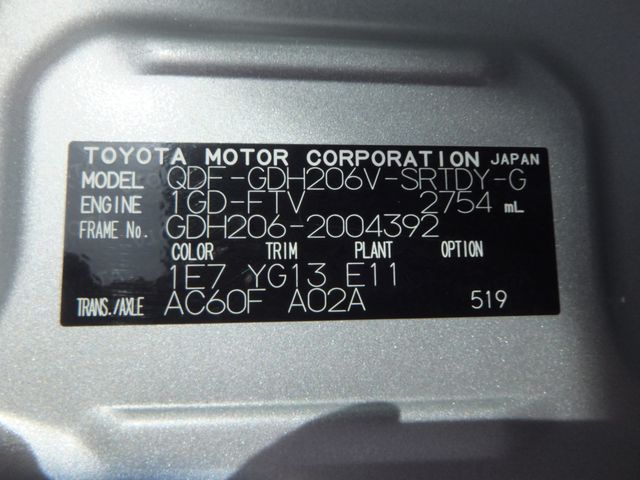 TOYOTA MOTOR CORPORATION JAPAN
MODEL QDF-GDH206V-SRTDY-G
ENGINE 1GD-FTV 2754 mL
FRAME No. GDH206-2004392
COLOR TRIM PLANT OPTION
1E7 YG13 E11
TRANS./AXLE AC60F A02A 519